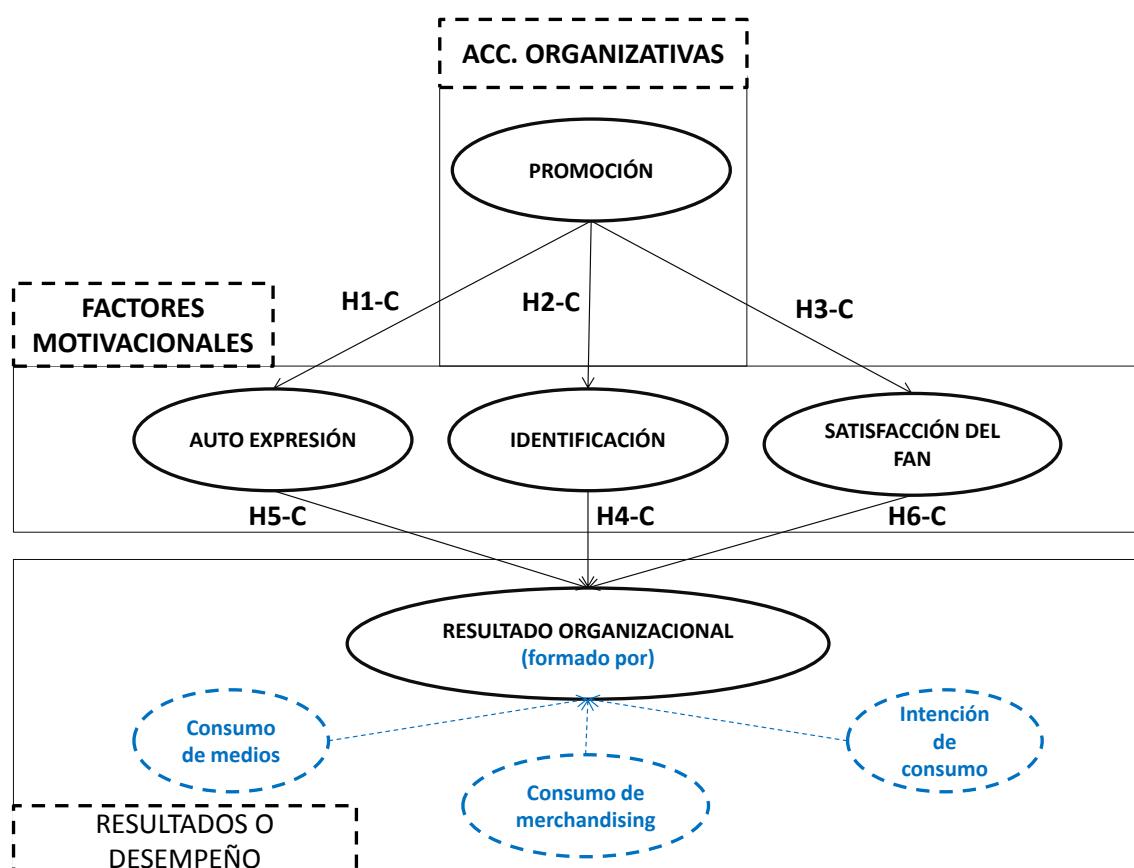 ACC. ORGANIZATIVAS
PROMOCIÓN
FACTORES
MOTIVACIONALES
H1-C
H2-C
H3-C
AUTO EXPRESIÓN
IDENTIFICACIÓN
SATISFACCIÓN DEL
FAN
H5-C
H4-C
H6-C
RESULTADO ORGANIZACIONAL
(formado por)
Consumo
de medios
Consumo de
merchandising
Intención
de
consumo
RESULTADOS O
DESEMPEÑO